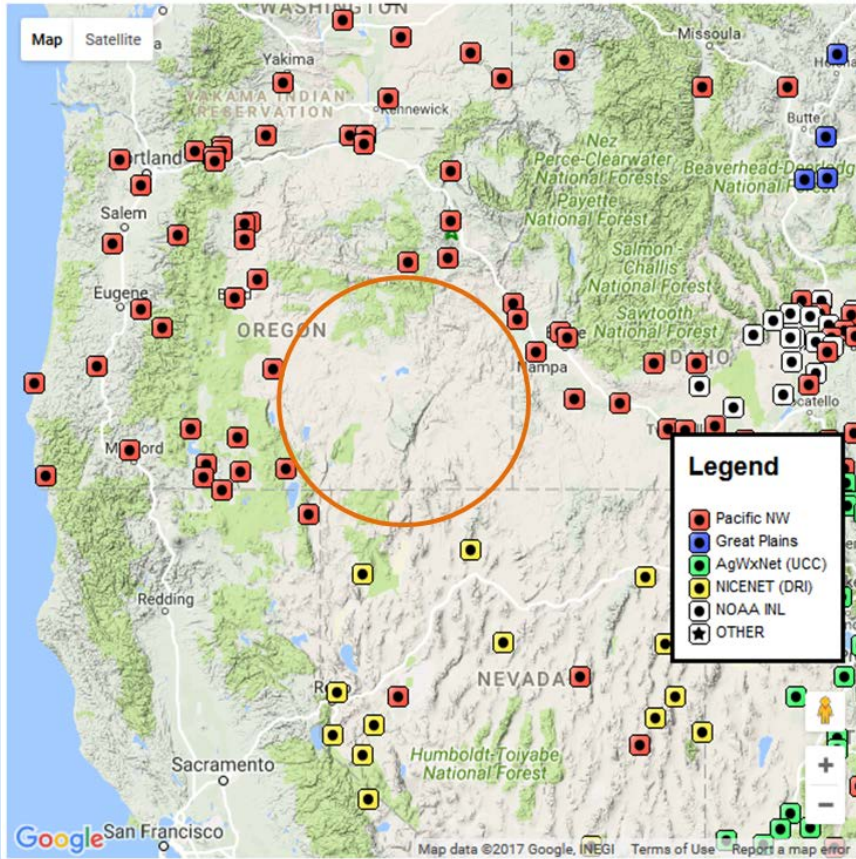 WASHINGTON
Map
Satellite
Missoula
Yakima
YAKAMA INDIAN
RESERVATION
Kennewick
Butte
Nez
Perce-Clearwater
National Forests
Beaverhead-Deerlodge
National Forest
Payette
National Forest
Salem
Salmon-
Challis
National Forest
Eugene
Sawtooth
National Forest
OREGON
IDAHO
Nampa
Legend
Pacific NW
Great Plains
AgWxNet (UCC)
NICENET (DRI)
NOAA INL
OTHER
Redding
NEVADA
Humboldt-Toiyabe
National Forest
Sacramento
San Francisco
Google
Map data ©2017 Google, INEGI
Terms of Use
Report a map error